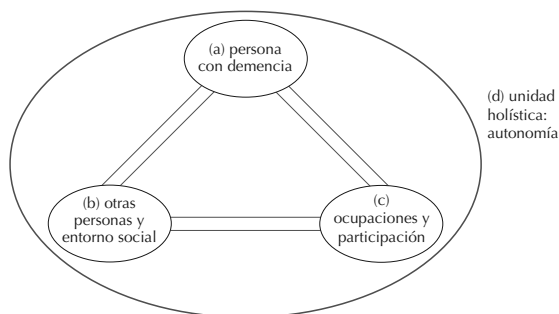 (a) persona
con demencia
(d) unidad
holística:
autonomía
(b) otras
personas y
entorno social
(c)
ocupaciones y
participación